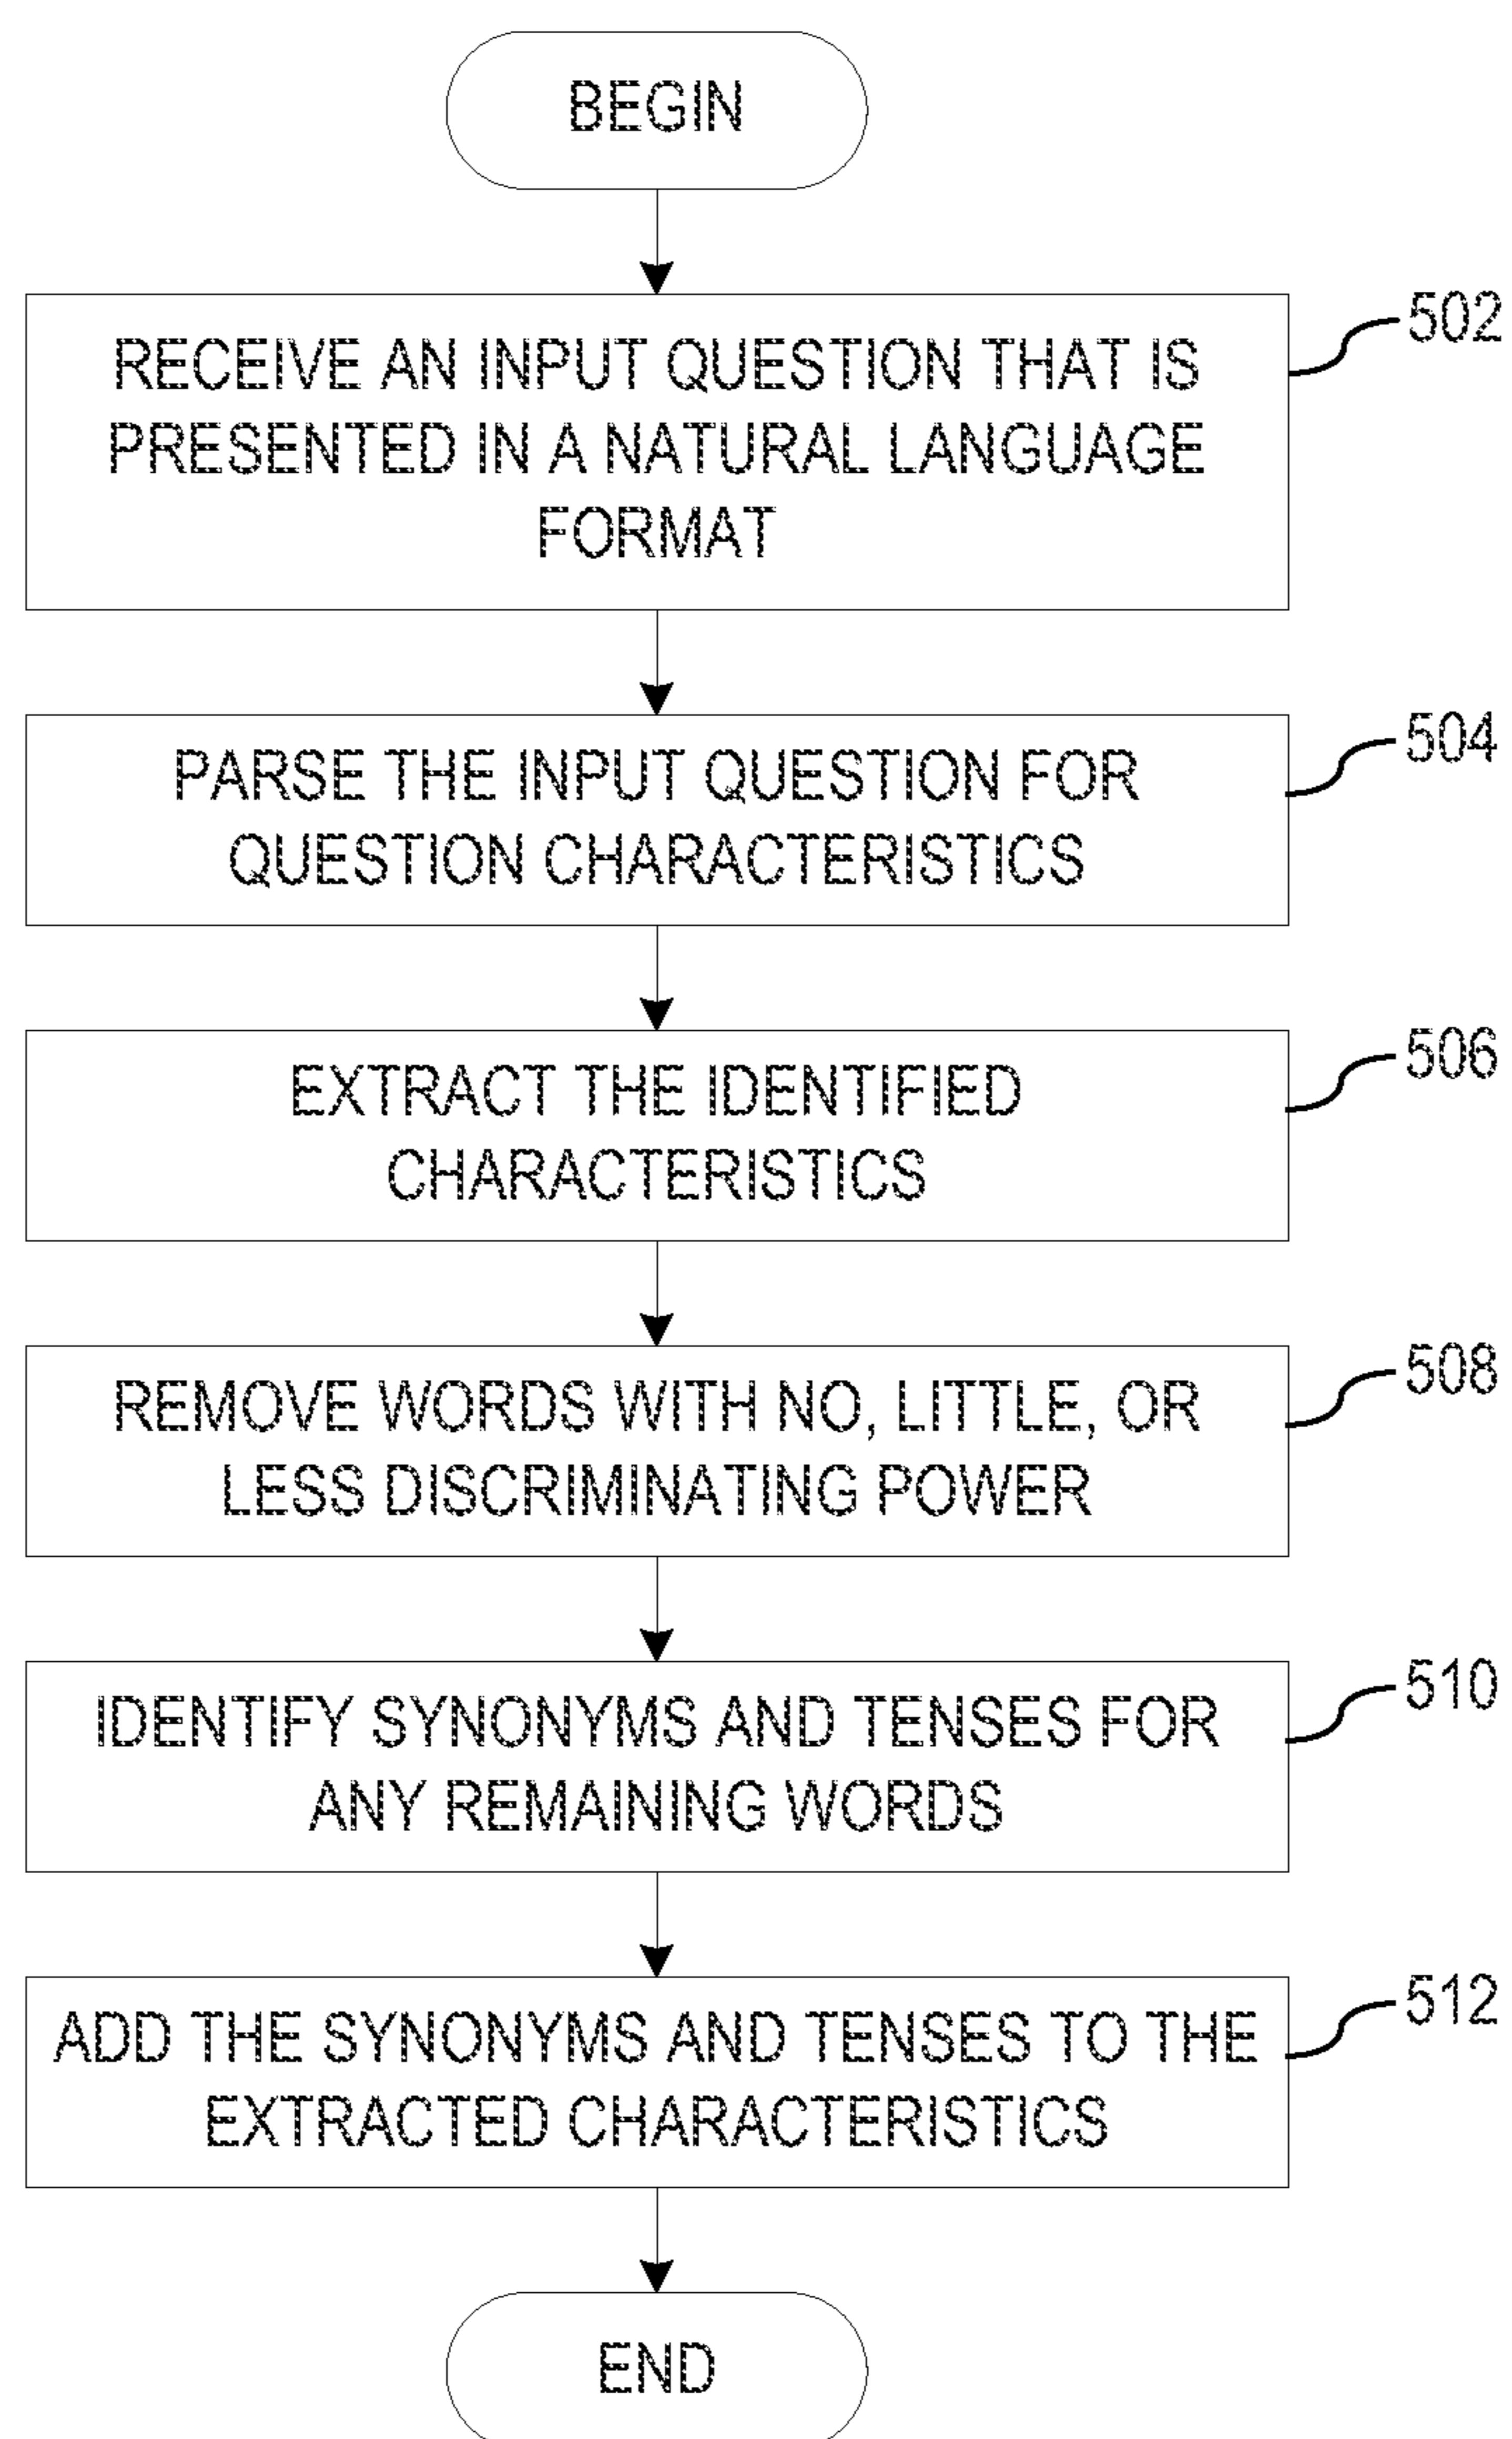 BEGIN
RECEIVE AN INPUT QUESTION THAT IS
PRESENTED IN A NATURAL LANGUAGE
FORMAT
502
PARSE THE INPUT QUESTION FOR
QUESTION CHARACTERISTICS
504
EXTRACT THE IDENTIFIED
CHARACTERISTICS
506
REMOVE WORDS WITH NO, LITTLE, OR
LESS DISCRIMINATING POWER
508
IDENTIFY SYNONYMS AND TENSES FOR
ANY REMAINING WORDS
510
ADD THE SYNONYMS AND TENSES TO THE
EXTRACTED CHARACTERISTICS
512
END